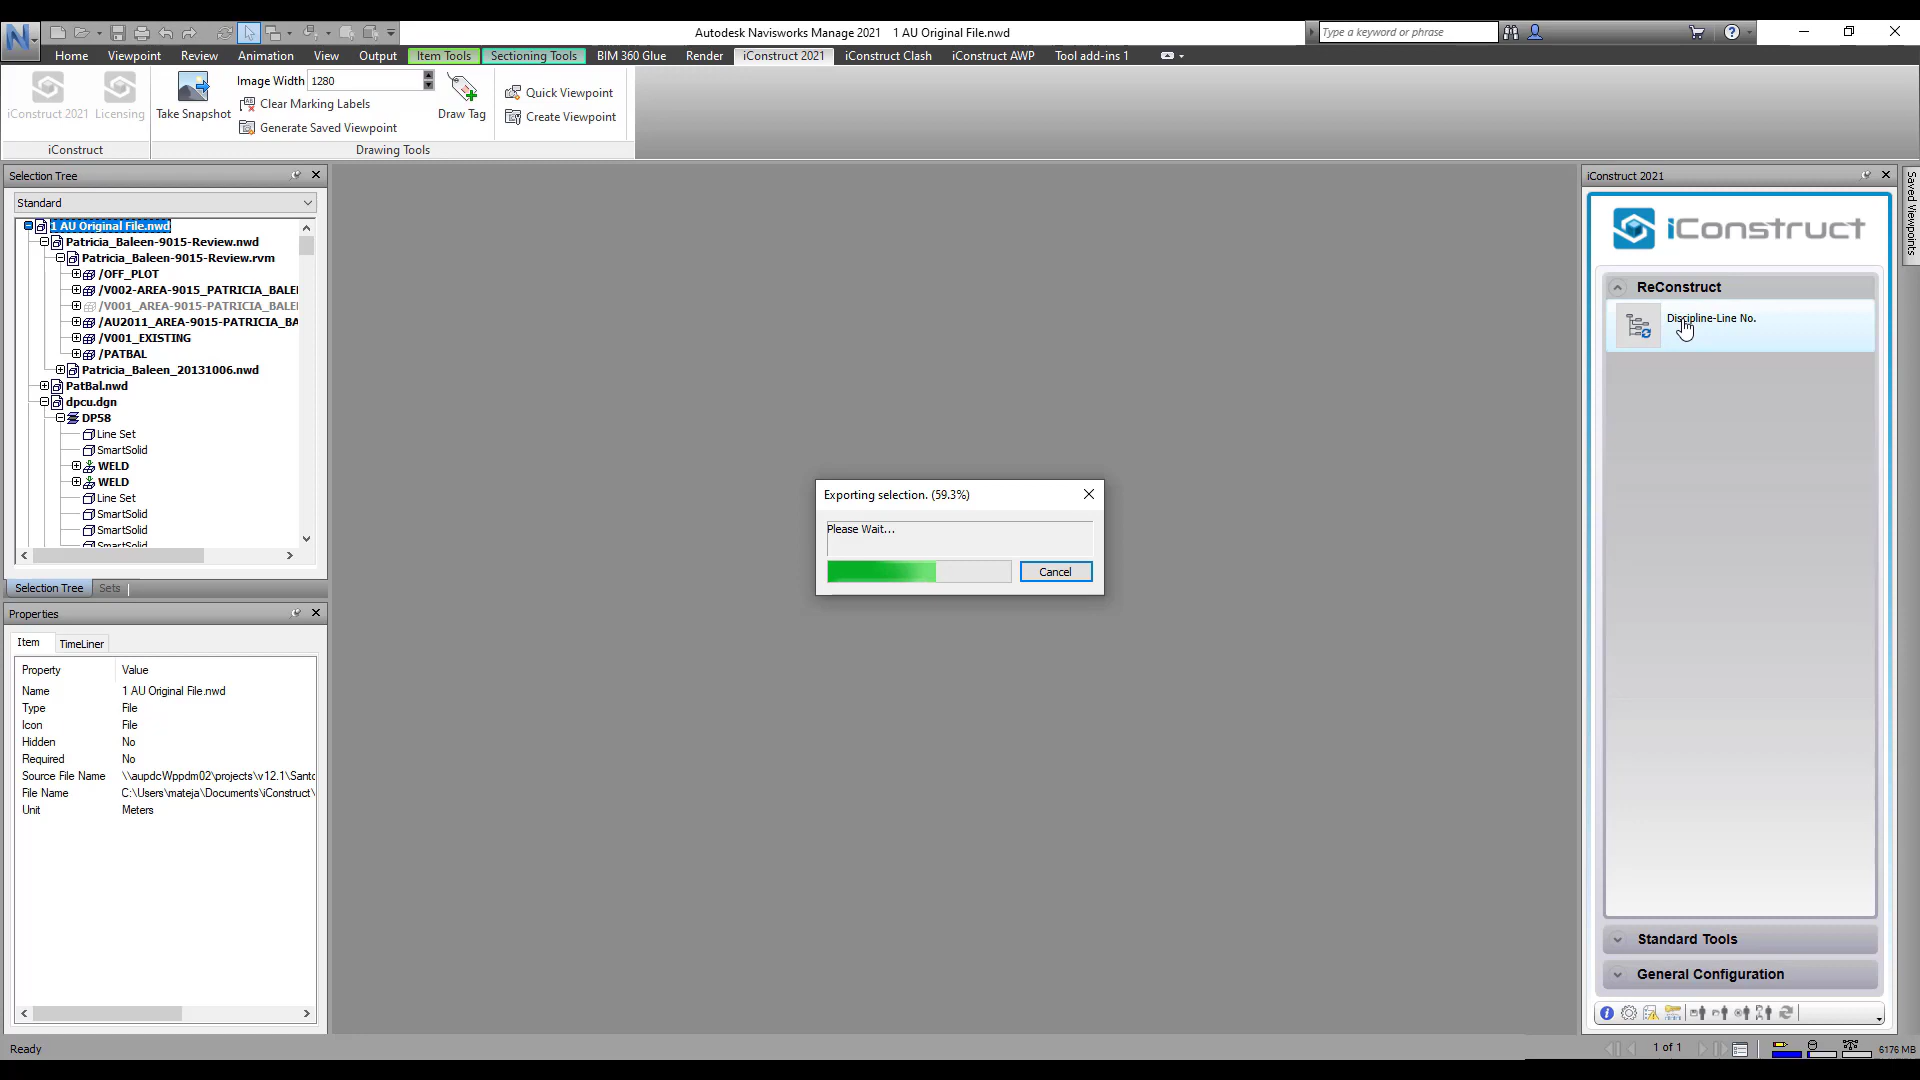 Autodesk Navisworks Manage 2021 1 AU Original File.nwd
Type a keyword or phrase
Home Viewpoint Review Animation View Output Item Tools Sectioning Tools BIM 360 Glue Render iConstruct 2021 iConstruct Clash iConstruct AWP Tool add-ins 1
iConstruct 2021
Licensing
Take Snapshot
Image Width 1280
Clear Marking Labels
Generate Saved Viewpoint
Draw Tag
Quick Viewpoint
Create Viewpoint
iConstruct
Drawing Tools
Selection Tree
Standard
1 AU Original File.nwd
Patricia_Baleen-9015-Review.nwd
Patricia_Baleen-9015-Review.rvm
/OFF_PLOT
/V002-AREA-9015_PATRICIA_BALE
/V001_AREA-9015-PATRICIA_BALE
/AU2011_AREA-9015-PATRICIA_BA
/V001_EXISTING
/PATBAL
Patricia_Baleen_20131006.nwd
PatBal.nwd
dpcu.dgn
DP58
Line Set
SmartSolid
WELD
WELD
Line Set
SmartSolid
SmartSolid
SmartSolid
Selection Tree Sets
Properties
Item TimeLiner
Property Value
Name 1 AU Original File.nwd
Type File
Icon File
Hidden No
Required No
Source File Name \\aupdcWppdm02\projects\v12.1\Santo
File Name C:\Users\mateja\Documents\iConstruct\
Unit Meters
Exporting selection. (59.3%)
Please Wait...
Cancel
iConstruct 2021
iConstruct
ReConstruct
Discipline-Line No.
Standard Tools
General Configuration
Saved Viewpoints
Ready
1 of 1
6176 MB